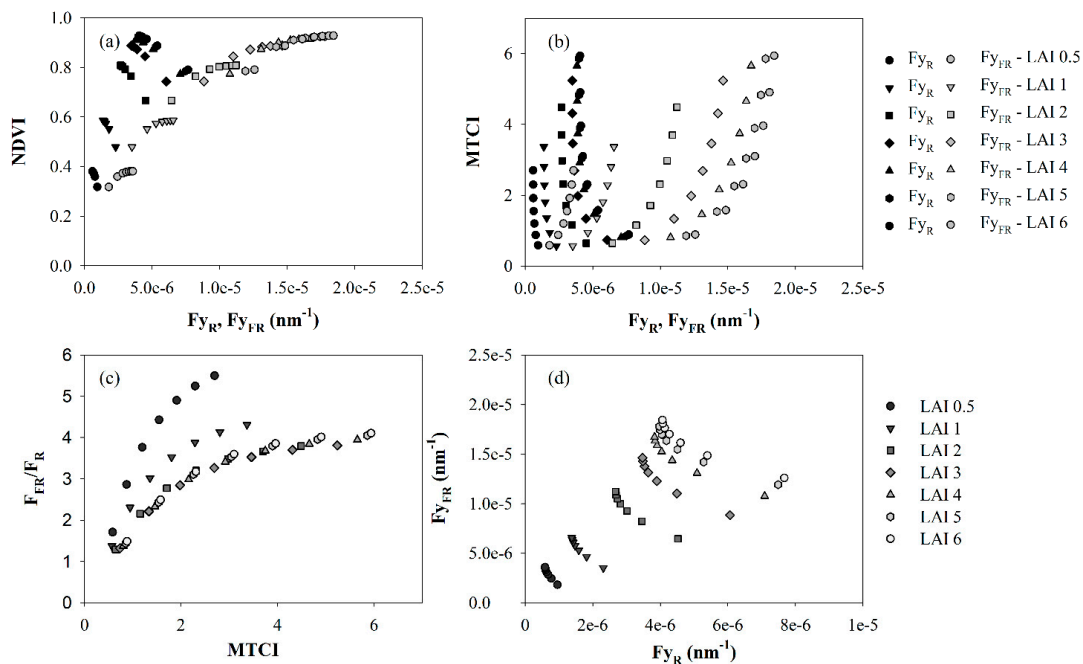 (a)
NDVI
1.0
0.8
0.6
0.4
0.2
0.0
0.0
5.0e-6
1.0e-5
1.5e-5
2.0e-5
2.5e-5
Fy_R, Fy_FR (nm⁻¹)
(b)
MTCI
6
4
2
0
0.0
5.0e-6
1.0e-5
1.5e-5
2.0e-5
2.5e-5
Fy_R, Fy_FR (nm⁻¹)
Fy_R Fy_FR - LAI 0.5
Fy_R Fy_FR - LAI 1
Fy_R Fy_FR - LAI 2
Fy_R Fy_FR - LAI 3
Fy_R Fy_FR - LAI 4
Fy_R Fy_FR - LAI 5
Fy_R Fy_FR - LAI 6
(c)
F_FR/F_R
6
5
4
3
2
1
0
0
2
4
6
MTCI
(d)
Fy_FR (nm⁻¹)
2.5e-5
2.0e-5
1.5e-5
1.0e-5
5.0e-6
0.0
0
2e-6
4e-6
6e-6
8e-6
1e-5
Fy_R (nm⁻¹)
LAI 0.5
LAI 1
LAI 2
LAI 3
LAI 4
LAI 5
LAI 6